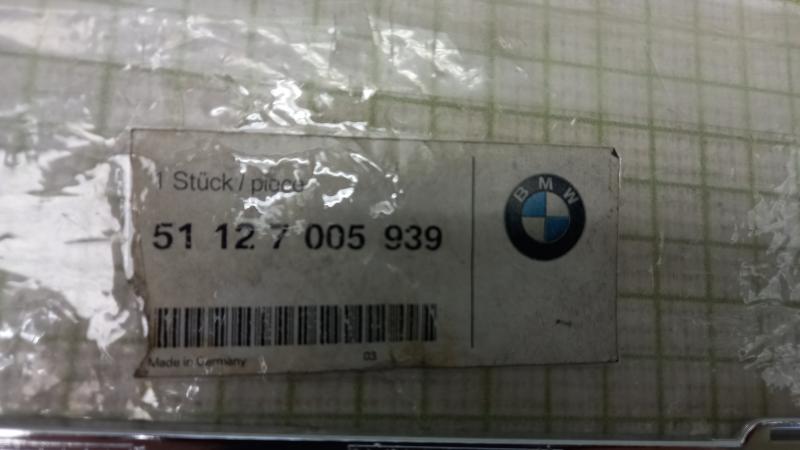 1 Stück / piece
51 12 7 005 939
BMW
Made in Germany 03